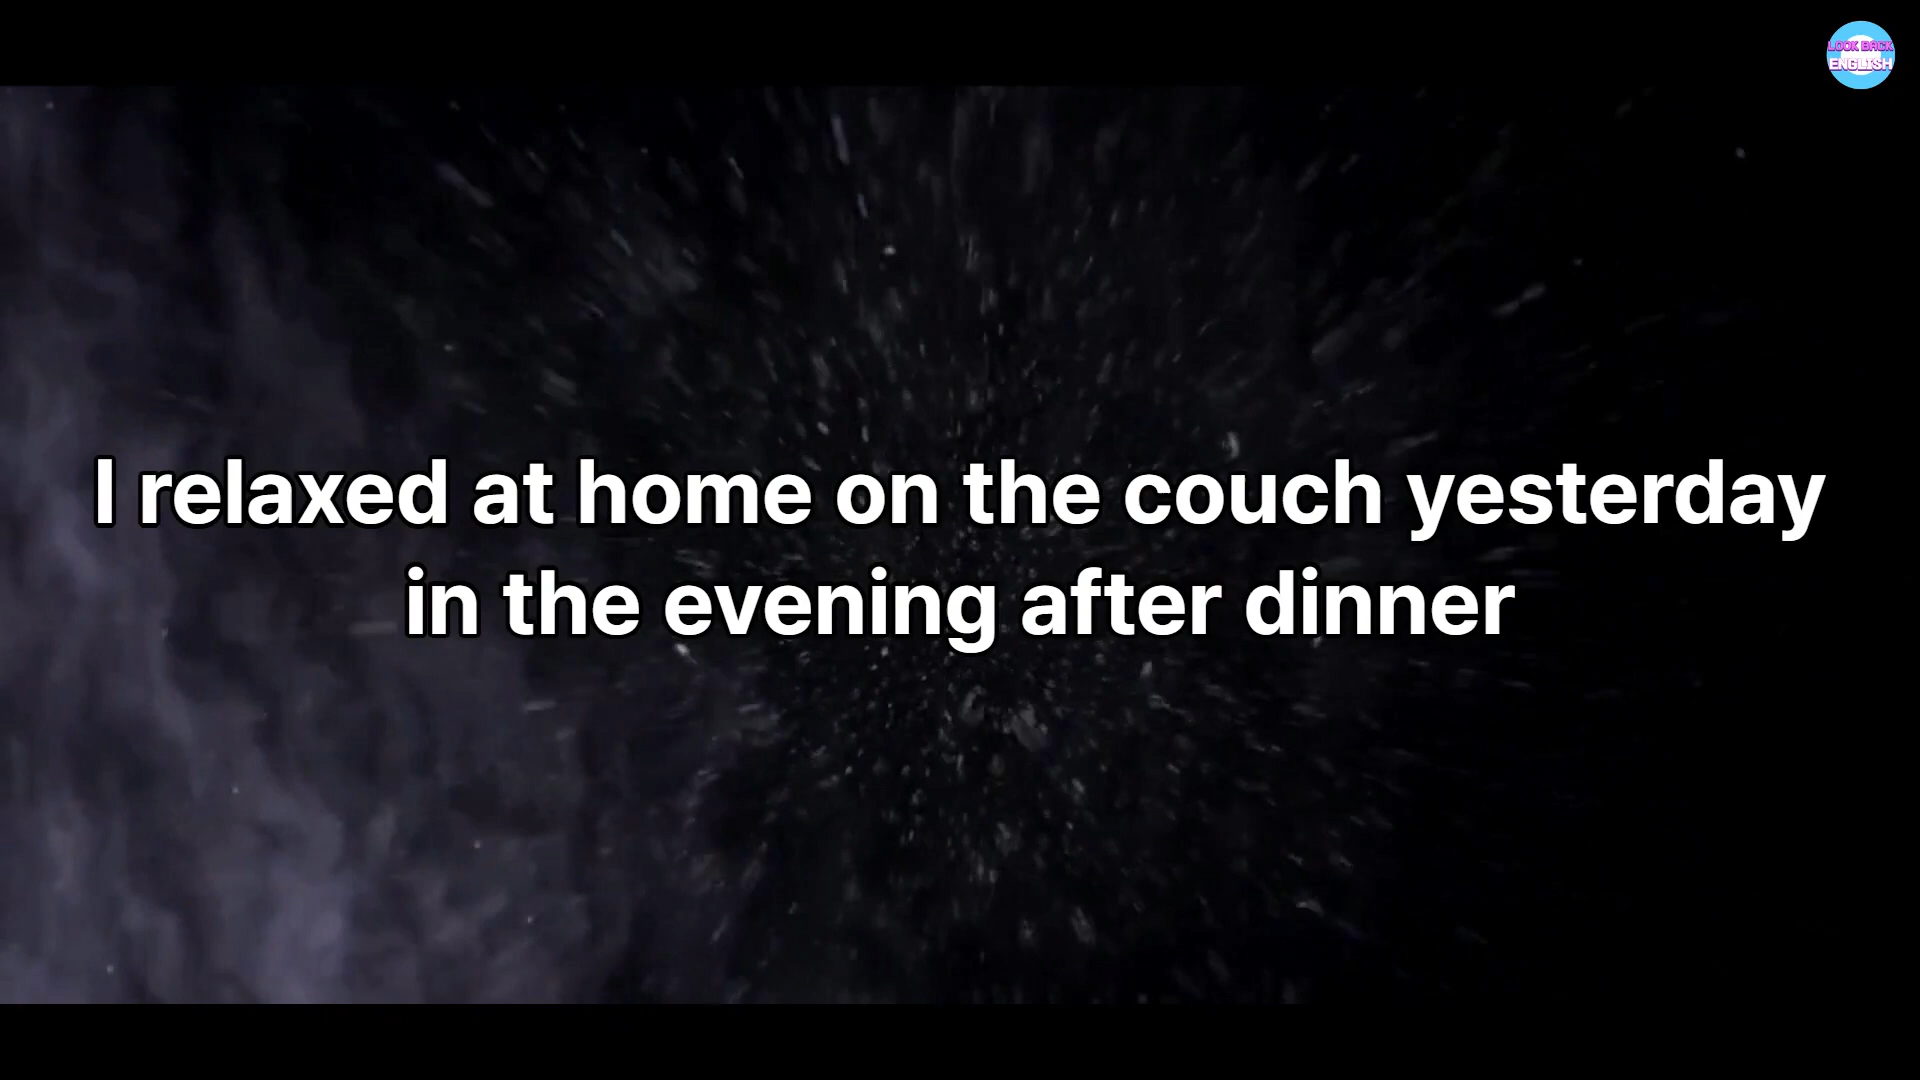 LOOK BACK
ENGLISH
I relaxed at home on the couch yesterday
in the evening after dinner